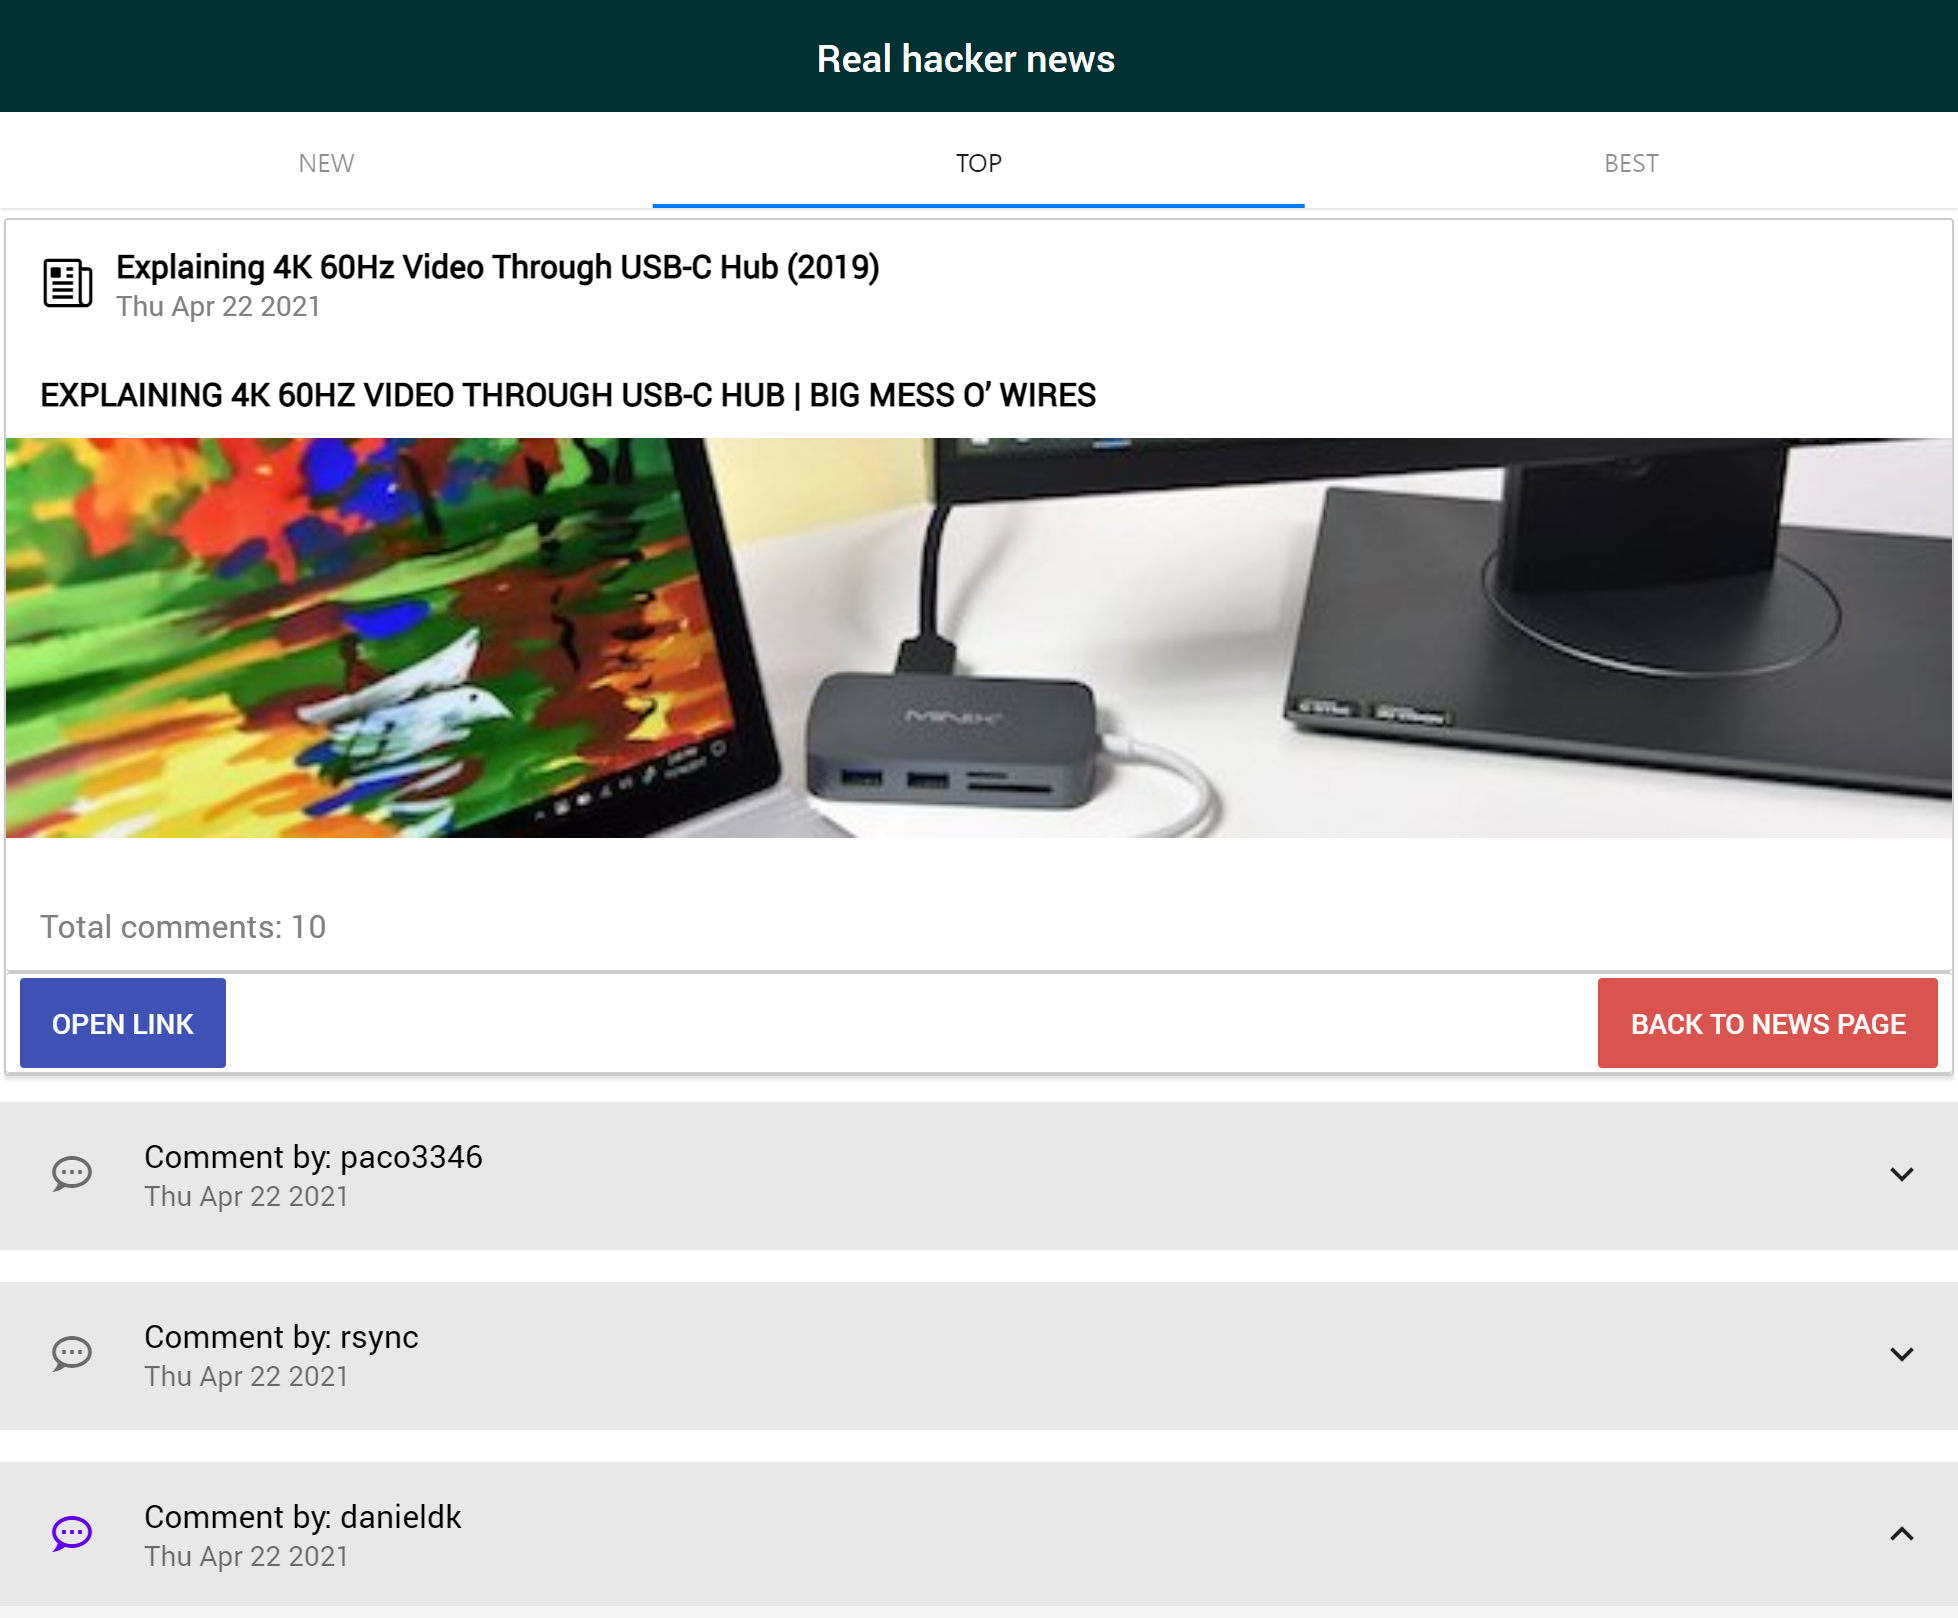 Real hacker news
NEW
TOP
BEST
Explaining 4K 60Hz Video Through USB-C Hub (2019)
Thu Apr 22 2021
EXPLAINING 4K 60HZ VIDEO THROUGH USB-C HUB | BIG MESS O’ WIRES
MINIX
Total comments: 10
OPEN LINK
BACK TO NEWS PAGE
Comment by: paco3346
Thu Apr 22 2021
Comment by: rsync
Thu Apr 22 2021
Comment by: danieldk
Thu Apr 22 2021